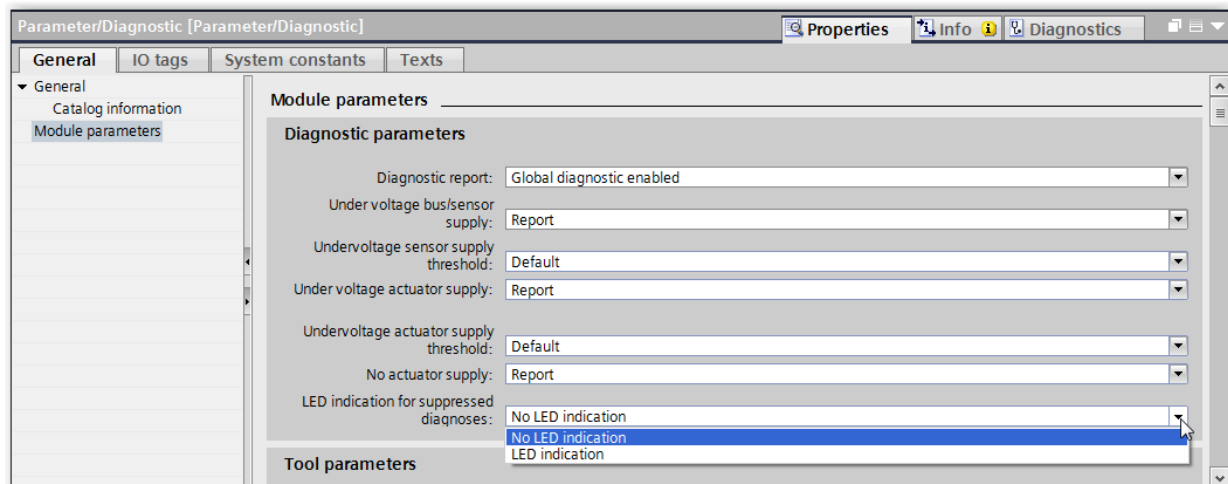 Parameter/Diagnostic [Parameter/Diagnostic]
Properties
Info
Diagnostics
General
IO tags
System constants
Texts
General
Catalog information
Module parameters
Module parameters
Diagnostic parameters
Diagnostic report: Global diagnostic enabled
Under voltage bus/sensor
supply: Report
Undervoltage sensor supply
threshold: Default
Under voltage actuator supply: Report
Undervoltage actuator supply
threshold: Default
No actuator supply: Report
LED indication for suppressed
diagnoses: No LED indication
No LED indication
LED indication
Tool parameters